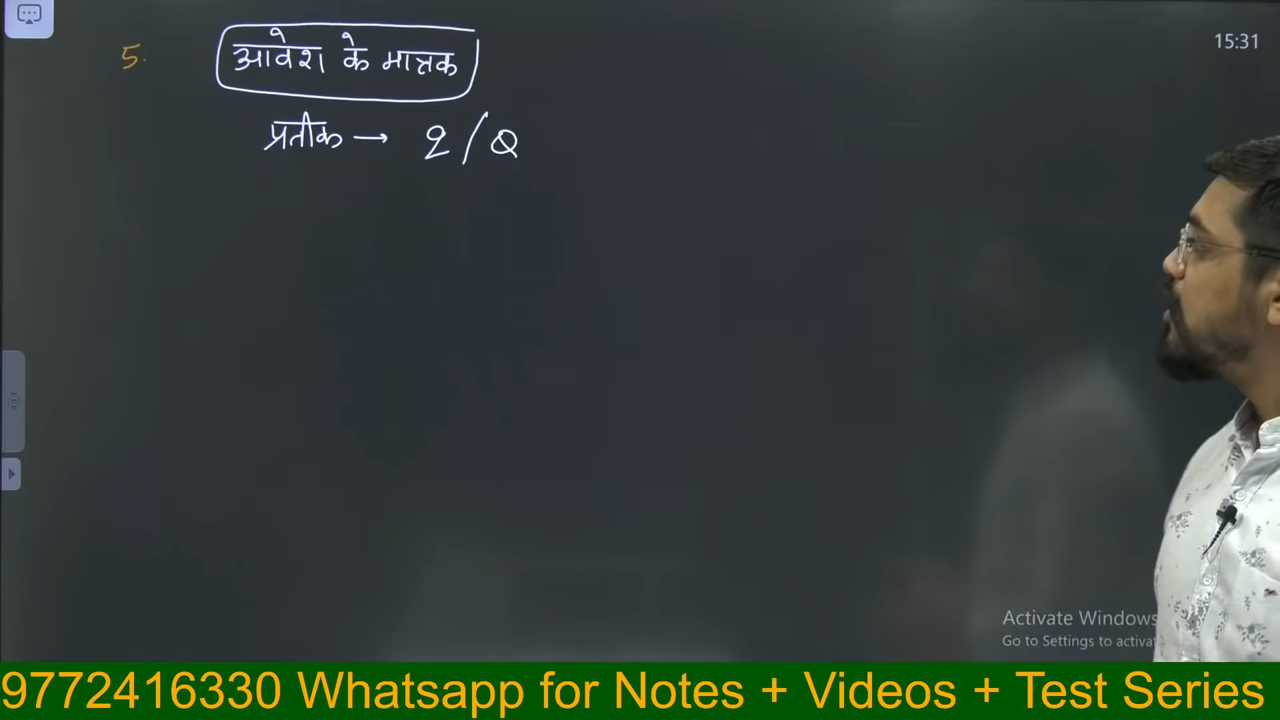 15:31
5.
आवेश के मात्रक
प्रतीक → q / Q
Activate Windows
Go to Settings to activa
9772416330 Whatsapp for Notes + Videos + Test Series